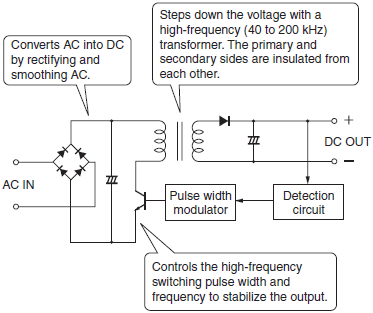 Steps down the voltage with a
high-frequency (40 to 200 kHz)
transformer. The primary and
secondary sides are insulated from
each other.
Converts AC into DC
by rectifying and
smoothing AC.
+
DC OUT
−
AC IN
Pulse width
modulator
Detection
circuit
Controls the high-frequency
switching pulse width and
frequency to stabilize the output.